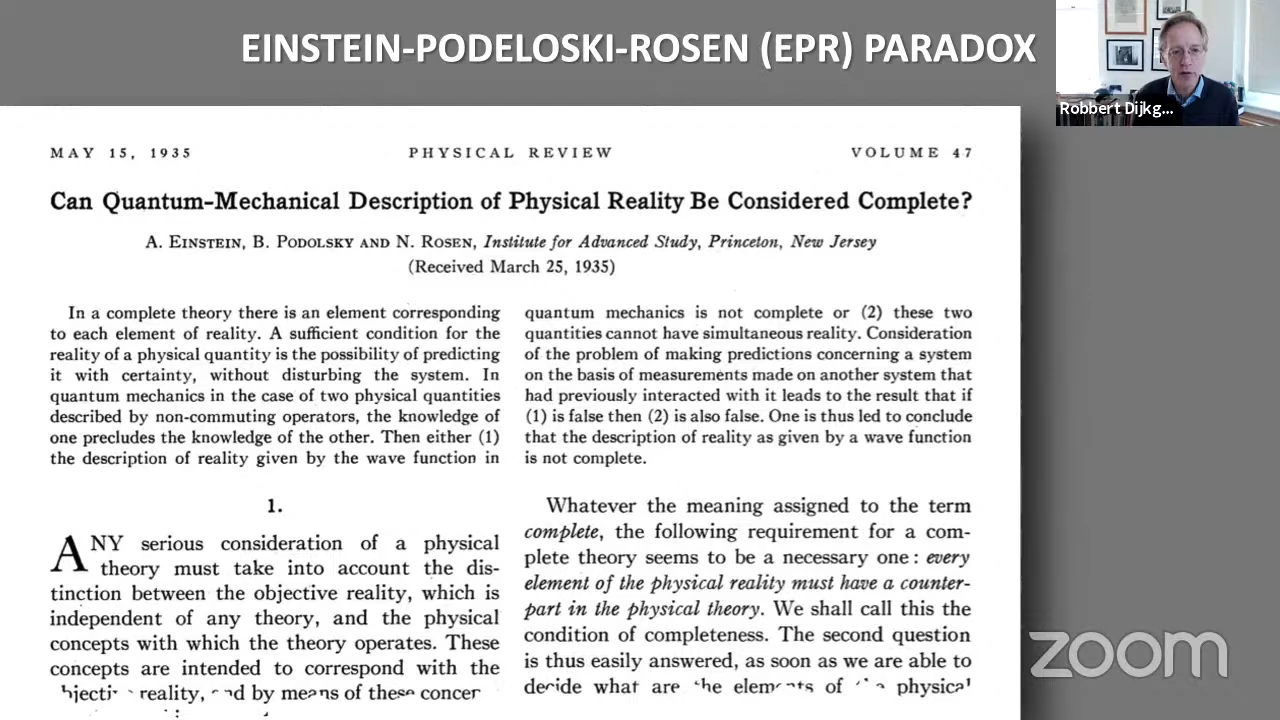 EINSTEIN-PODELOSKI-ROSEN (EPR) PARADOX
Robbert Dijkg...
MAY 15, 1935 PHYSICAL REVIEW VOLUME 47
Can Quantum-Mechanical Description of Physical Reality Be Considered Complete?
A. EINSTEIN, B. PODOLSKY AND N. ROSEN, Institute for Advanced Study, Princeton, New Jersey
(Received March 25, 1935)
In a complete theory there is an element corresponding
to each element of reality. A sufficient condition for the
reality of a physical quantity is the possibility of predicting
it with certainty, without disturbing the system. In
quantum mechanics in the case of two physical quantities
described by non-commuting operators, the knowledge of
one precludes the knowledge of the other. Then either (1)
the description of reality given by the wave function in
quantum mechanics is not complete or (2) these two
quantities cannot have simultaneous reality. Consideration
of the problem of making predictions concerning a system
on the basis of measurements made on another system that
had previously interacted with it leads to the result that if
(1) is false then (2) is also false. One is thus led to conclude
that the description of reality as given by a wave function
is not complete.
1.
ANY serious consideration of a physical
theory must take into account the dis-
tinction between the objective reality, which is
independent of any theory, and the physical
concepts with which the theory operates. These
concepts are intended to correspond with the
reality, and by means of these
Whatever the meaning assigned to the term
complete, the following requirement for a com-
plete theory seems to be a necessary one: every
element of the physical reality must have a counter-
part in the physical theory. We shall call this the
condition of completeness. The second question
is thus easily answered, as soon as we are able to
decide what are the elements of physical
zoom